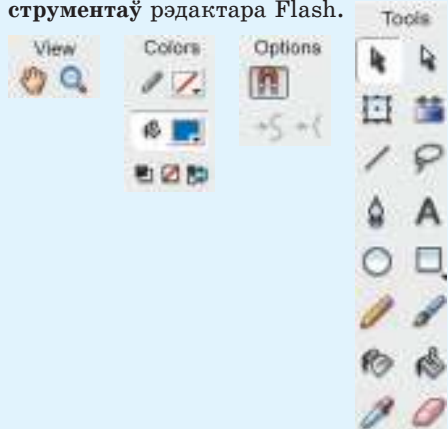 струментаў рэдактара Flash.
Tools
View
Colors
Options